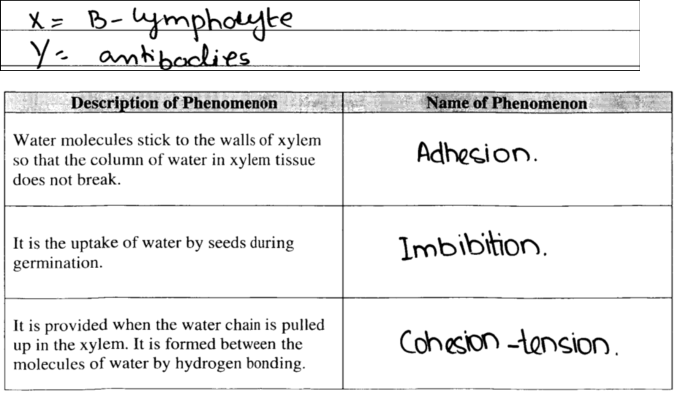 X = B-lymphocyte
Y = antibodies
Description of Phenomenon
Name of Phenomenon
Water molecules stick to the walls of xylem
so that the column of water in xylem tissue
does not break.
Adhesion.
It is the uptake of water by seeds during
germination.
Imbibition.
It is provided when the water chain is pulled
up in the xylem. It is formed between the
molecules of water by hydrogen bonding.
Cohesion-tension.